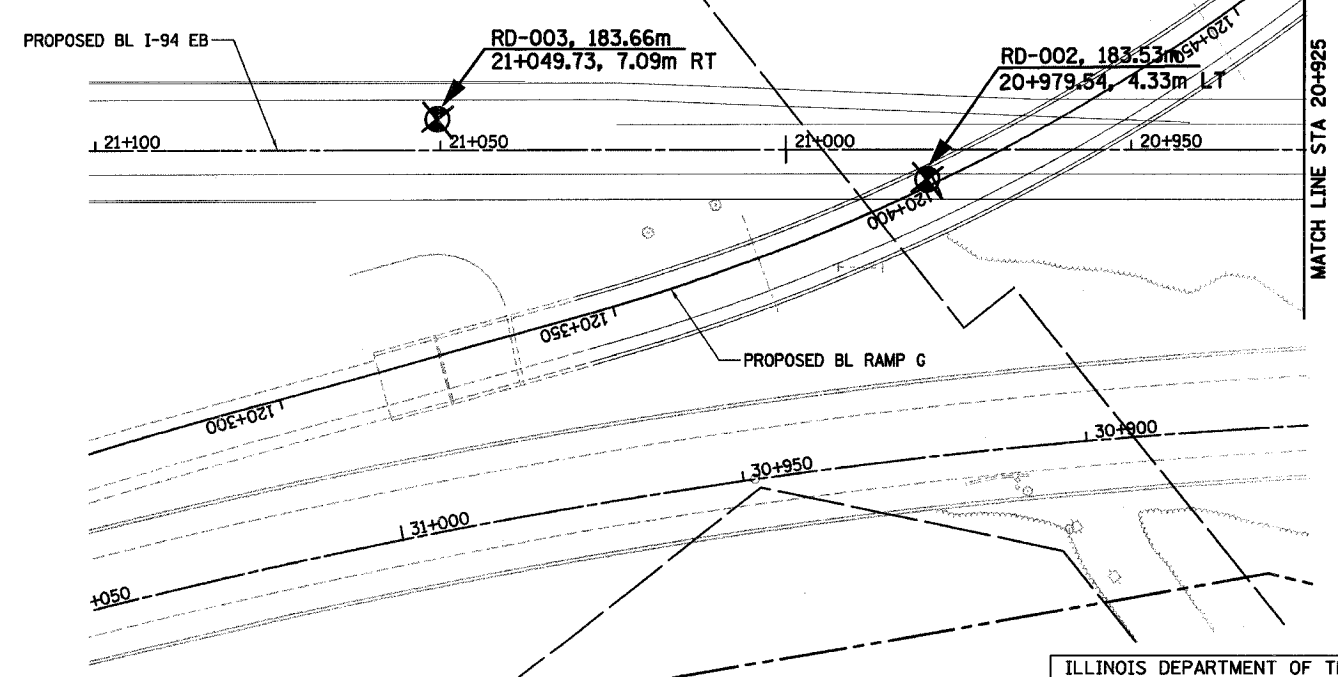 PROPOSED BL I-94 EB
RD-003, 183.66m
21+049.73, 7.09m RT
RD-002, 183.53m
20+979.54, 4.33m LT
120+450
MATCH LINE STA 20+925
21+100
21+050
21+000
20+950
120+400
120+350
PROPOSED BL RAMP G
120+300
30+900
30+950
31+000
+050
ILLINOIS DEPARTMENT OF